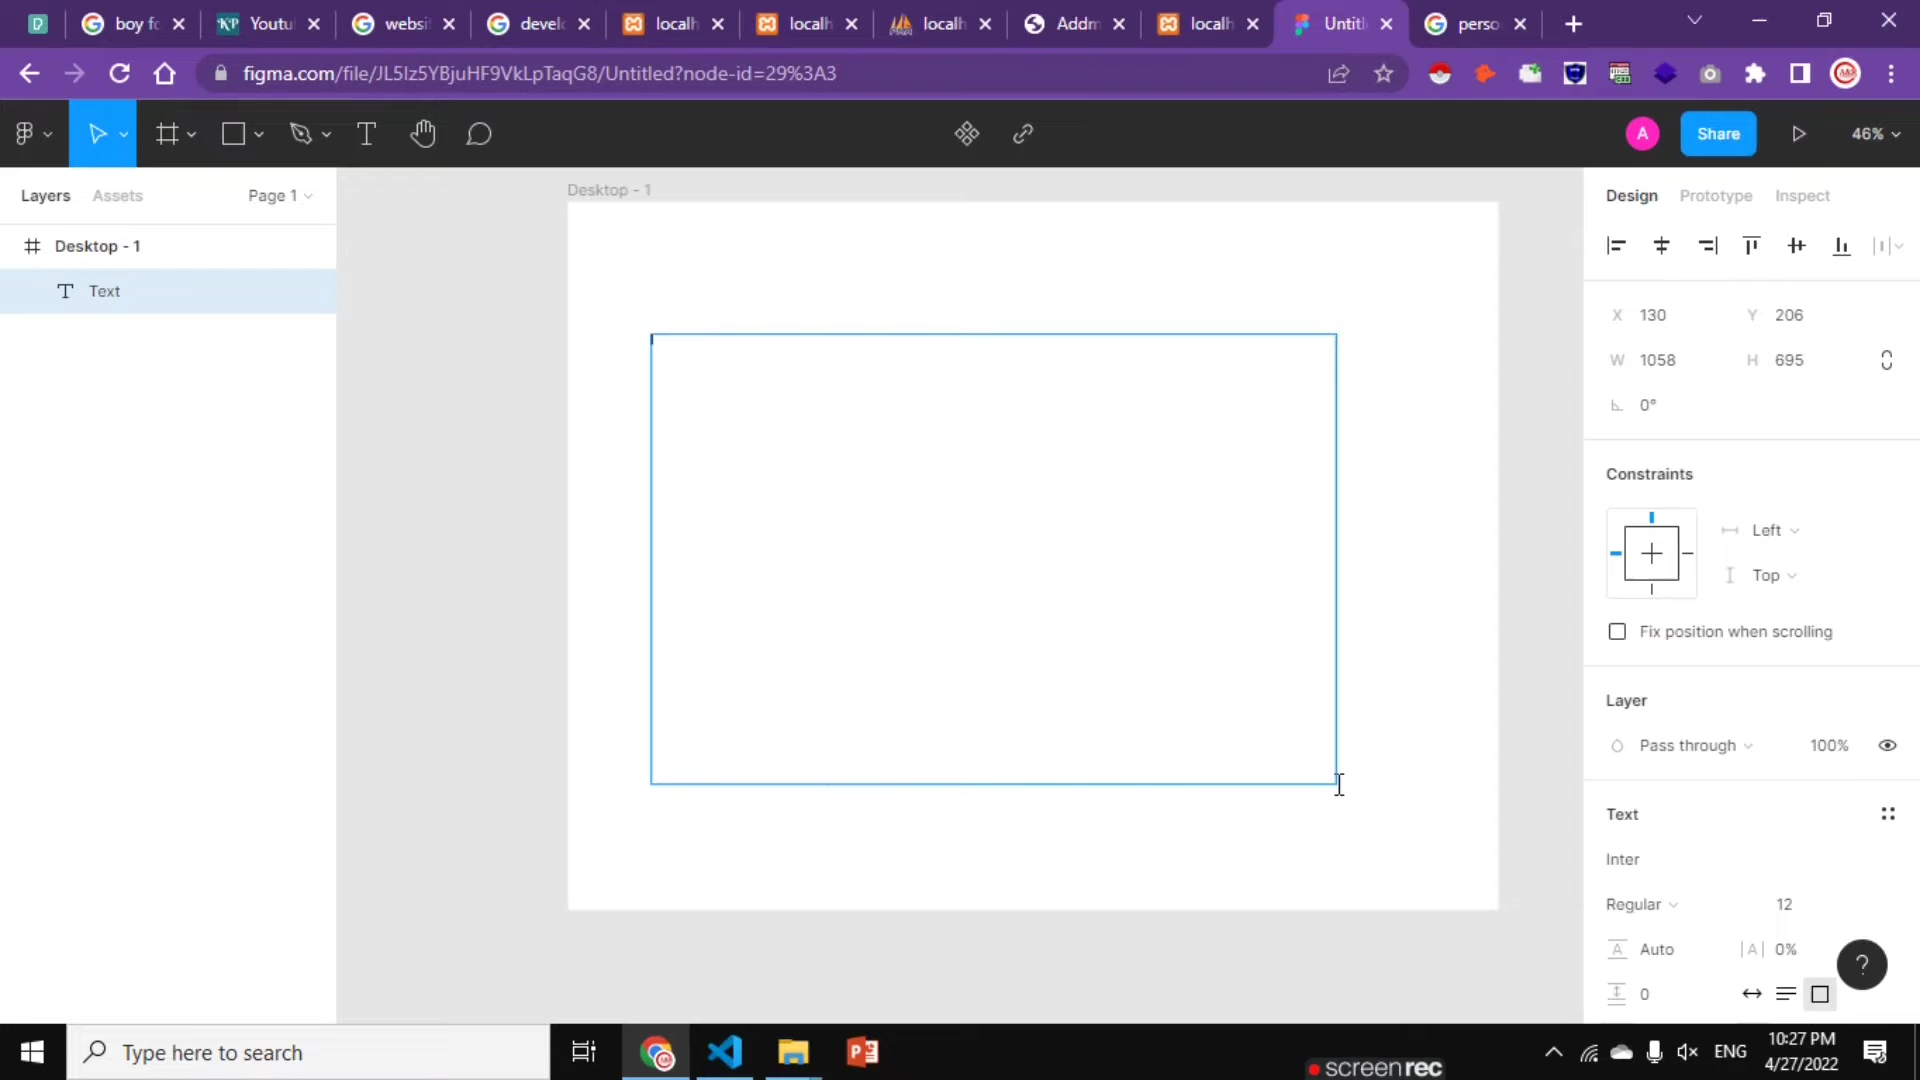 boy fo
Youtu
websi
devel
localh
localh
localh
Addm
localh
Untitl
perso
figma.com/file/JL5lz5YBjuHF9VkLpTaqG8/Untitled?node-id=29%3A3
A
Share
46%
Layers
Assets
Page 1
Desktop - 1
Text
Desktop - 1
Design
Prototype
Inspect
X 130
Y 206
W 1058
H 695
0°
Constraints
Left
Top
Fix position when scrolling
Layer
Pass through
100%
Text
Inter
Regular
12
A Auto
|A| 0%
0
?
Type here to search
ENG
10:27 PM
4/27/2022
screenrec